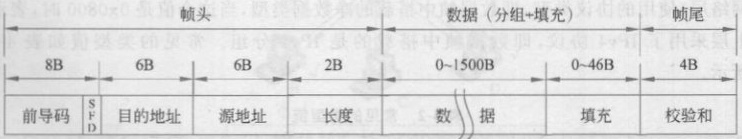 帧头 数据（分组+填充） 帧尾
8B 6B 6B 2B 0~1500B 0~46B 4B
前导码 SFD 目的地址 源地址 长度 数 据 填充 校验和